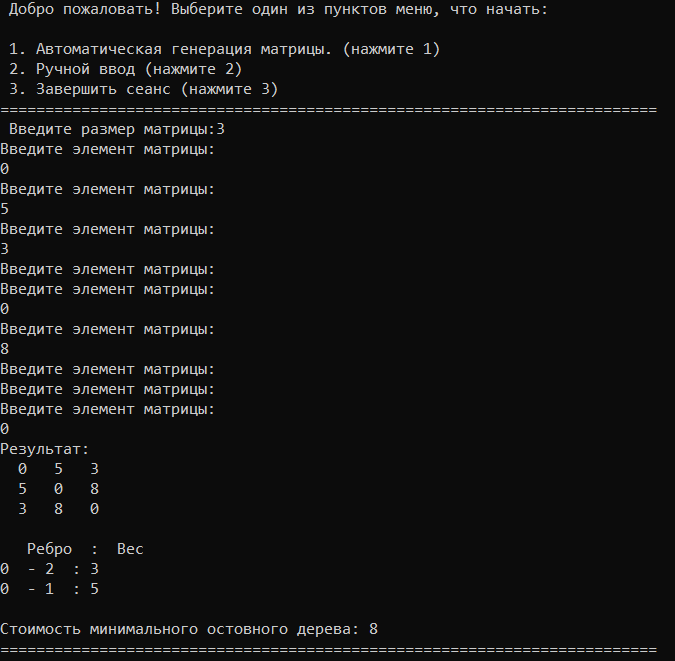 Добро пожаловать! Выберите один из пунктов меню, что начать:
1. Автоматическая генерация матрицы. (нажмите 1)
2. Ручной ввод (нажмите 2)
3. Завершить сеанс (нажмите 3)
=========================================================================
Введите размер матрицы:3
Введите элемент матрицы:
0
Введите элемент матрицы:
5
Введите элемент матрицы:
3
Введите элемент матрицы:
Введите элемент матрицы:
0
Введите элемент матрицы:
8
Введите элемент матрицы:
Введите элемент матрицы:
Введите элемент матрицы:
0
Результат:
0 5 3
5 0 8
3 8 0
Ребро : Вес
0 - 2 : 3
0 - 1 : 5
Стоимость минимального остовного дерева: 8
=========================================================================